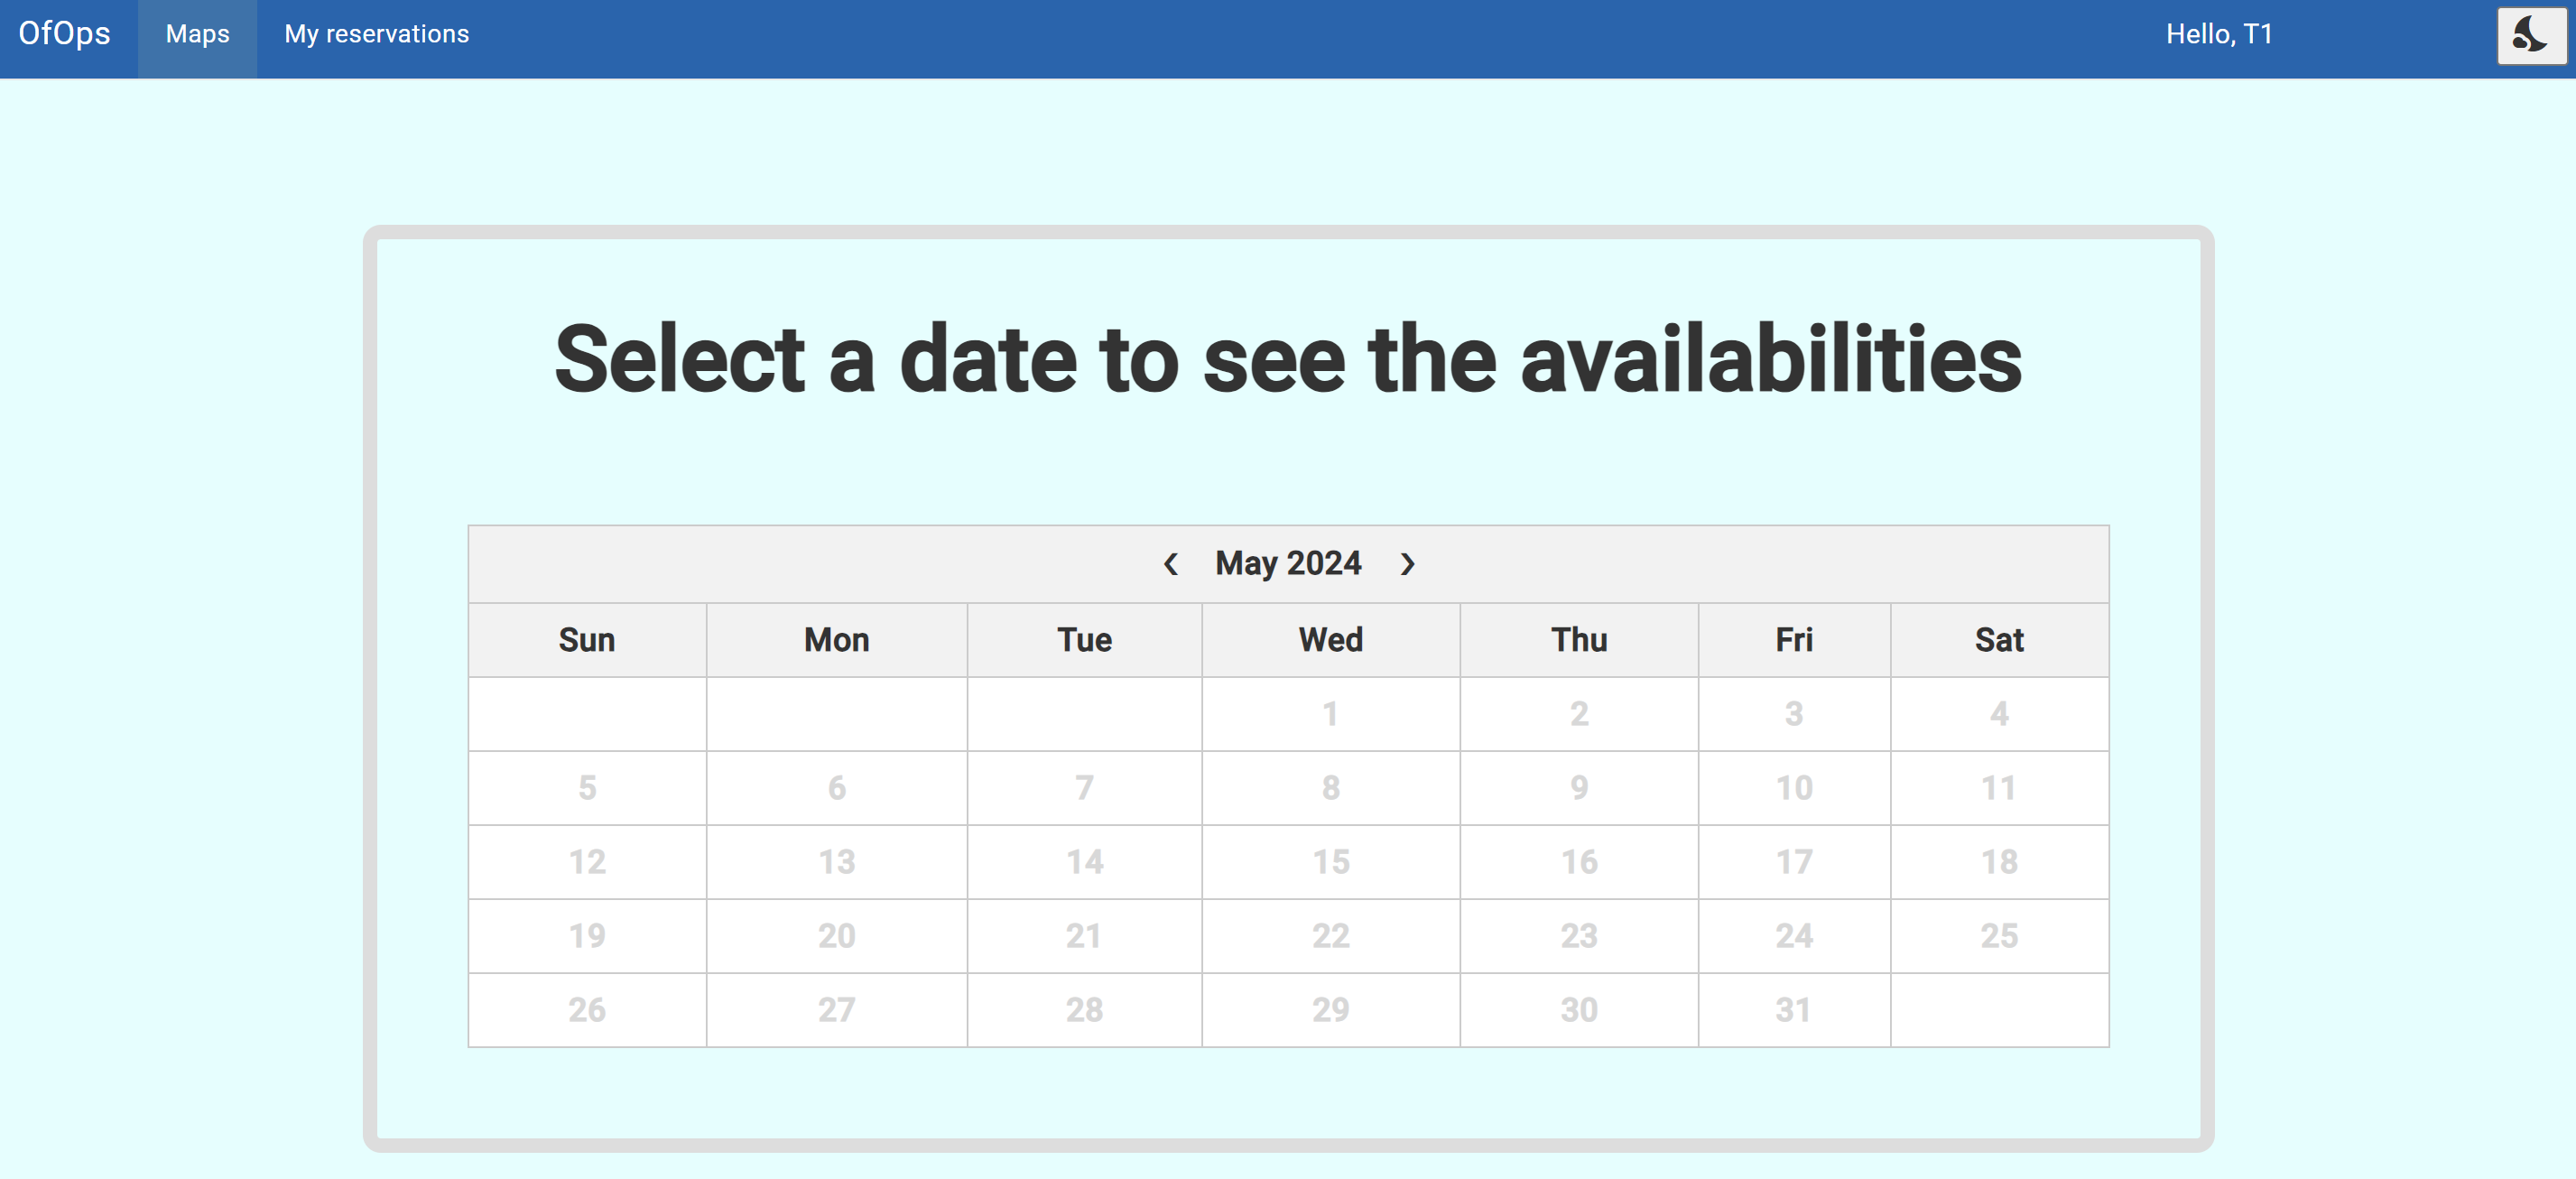 OfOps Maps My reservations Hello, T1
Select a date to see the availabilities
‹ May 2024 ›
Sun Mon Tue Wed Thu Fri Sat
1 2 3 4
5 6 7 8 9 10 11
12 13 14 15 16 17 18
19 20 21 22 23 24 25
26 27 28 29 30 31